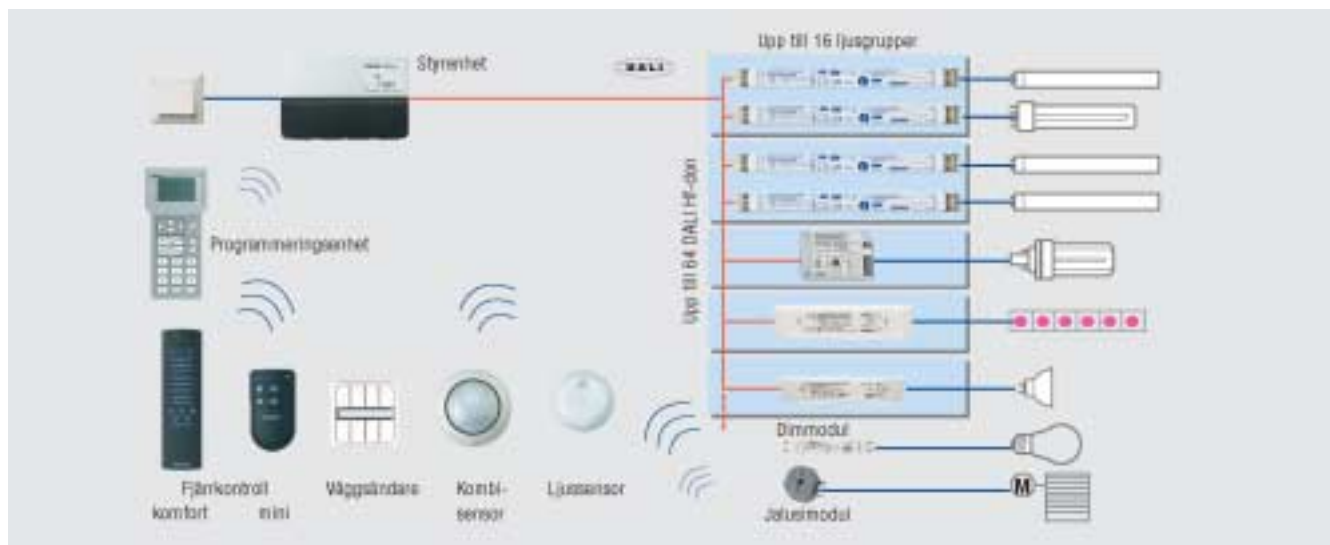 Upp till 16 ljusgrupper
Styrenhet
DALI
Upp till 64 DALI Hf-don
Programmeringsenhet
Dimmodul
M
Fjärrkontroll
komfort
mini
Väggsändare
Kombi-
sensor
Ljussensor
Jalusimodul